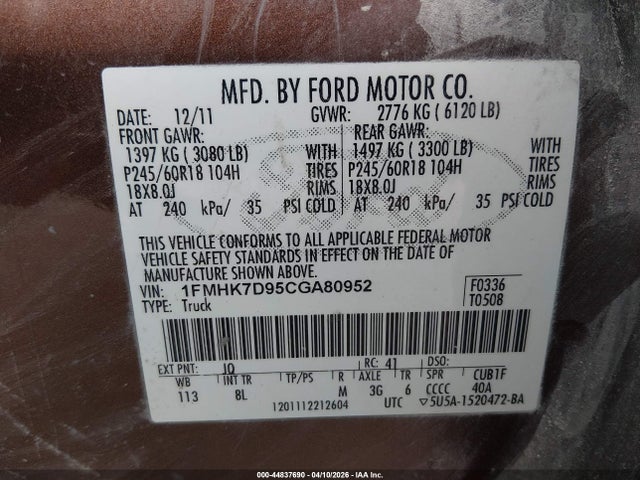 MFD. BY FORD MOTOR CO.
DATE: 12/11 GVWR: 2776 KG ( 6120 LB)
FRONT GAWR: REAR GAWR:
1397 KG ( 3080 LB) WITH 1497 KG ( 3300 LB) WITH
P245/60R18 104H TIRES P245/60R18 104H TIRES
18X8.0J RIMS 18X8.0J RIMS
AT 240 kPa/ 35 PSI COLD AT 240 kPa/ 35 PSI COLD
THIS VEHICLE CONFORMS TO ALL APPLICABLE FEDERAL MOTOR
VEHICLE SAFETY STANDARDS IN EFFECT ON THE DATE OF
MANUFACTURE SHOWN ABOVE.
VIN: 1FMHK7D95CGA80952 F0336
TYPE: Truck T0508
EXT PNT: JQ RC: 41 DSO:
WB INT TR TP/PS R AXLE TR SPR CUB1F
113 8L M 3G 6 CCCC 40A
1201112212604 UTC ▽5U5A-1520472-BA
000-44837690 - 04/10/2026 - IAAI.COM